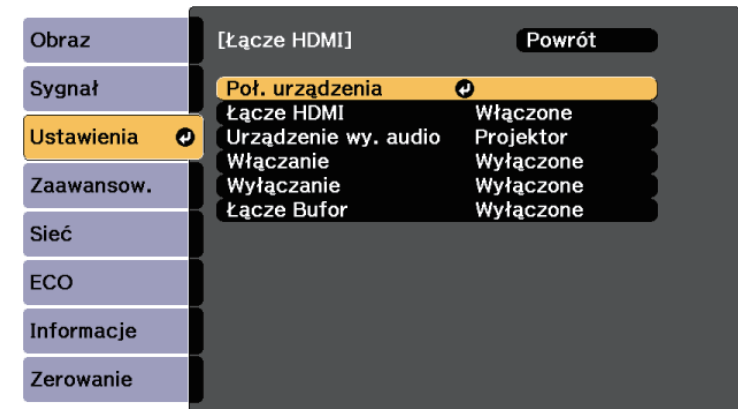 Obraz
Sygnał
Ustawienia
Zaawansow.
Sieć
ECO
Informacje
Zerowanie
[Łącze HDMI] Powrót
Poł. urządzenia
Łącze HDMI Włączone
Urządzenie wy. audio Projektor
Włączanie Wyłączone
Wyłączanie Wyłączone
Łącze Bufor Wyłączone